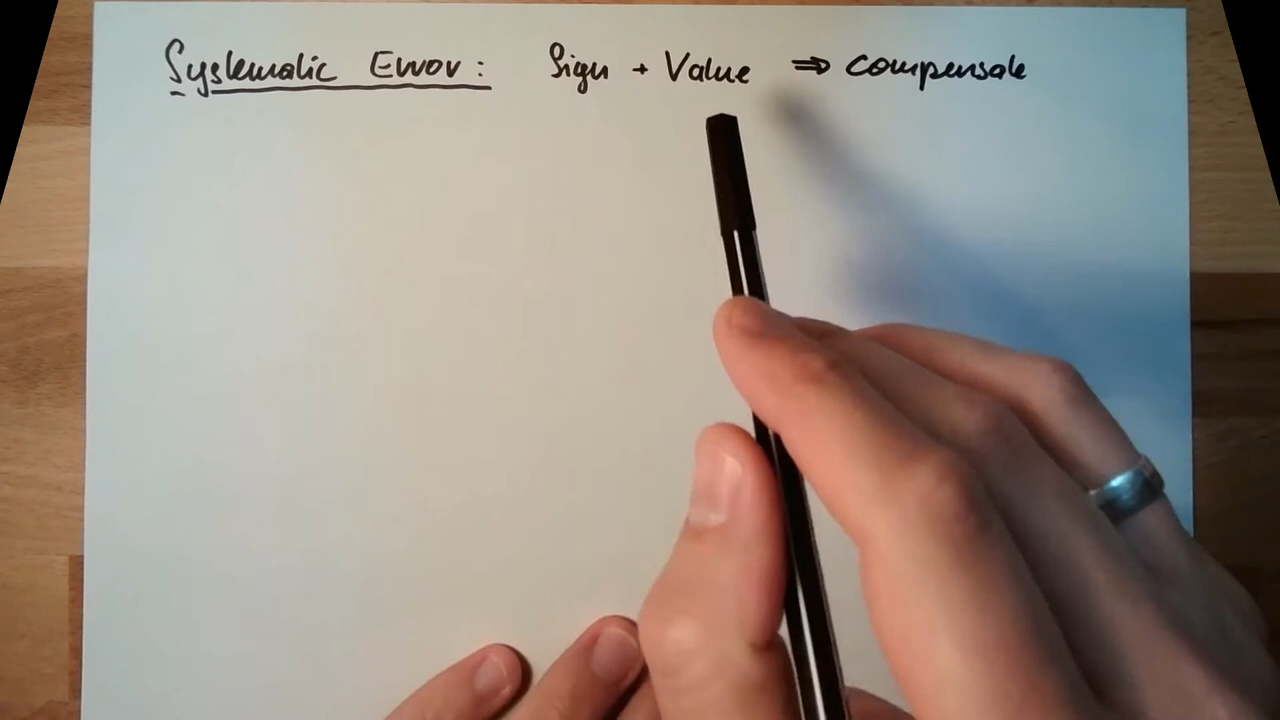 Systematic Error: Sign + Value ⇒ compensate